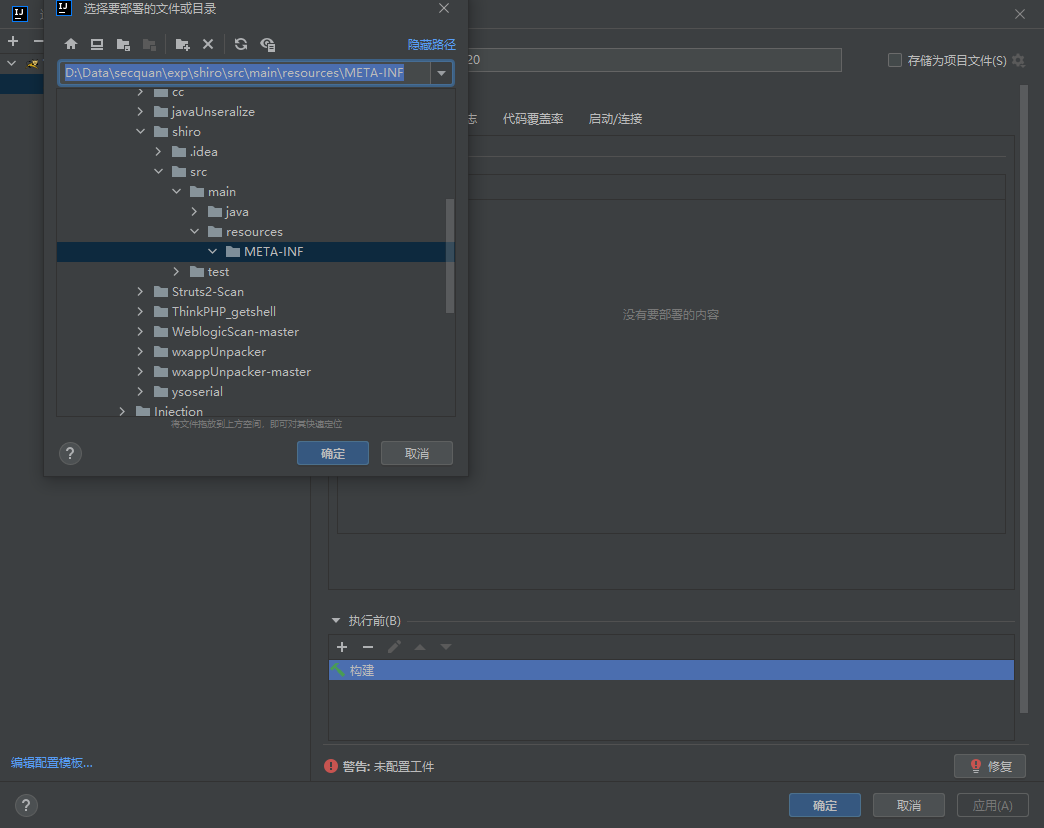 选择要部署的文件或目录
隐藏路径
D:\Data\secquan\exp\shiro\src\main\resources\META-INF
20
存储为项目文件(S)
cc
javaUnseralize
shiro
.idea
src
main
java
resources
META-INF
test
Struts2-Scan
ThinkPHP_getshell
WeblogicScan-master
wxappUnpacker
wxappUnpacker-master
ysoserial
Injection
将文件拖放到上方空间，即可对其快速定位
?
确定
取消
志
代码覆盖率
启动/连接
没有要部署的内容
执行前(B)
构建
编辑配置模板...
警告: 未配置工件
修复
?
确定
取消
应用(A)